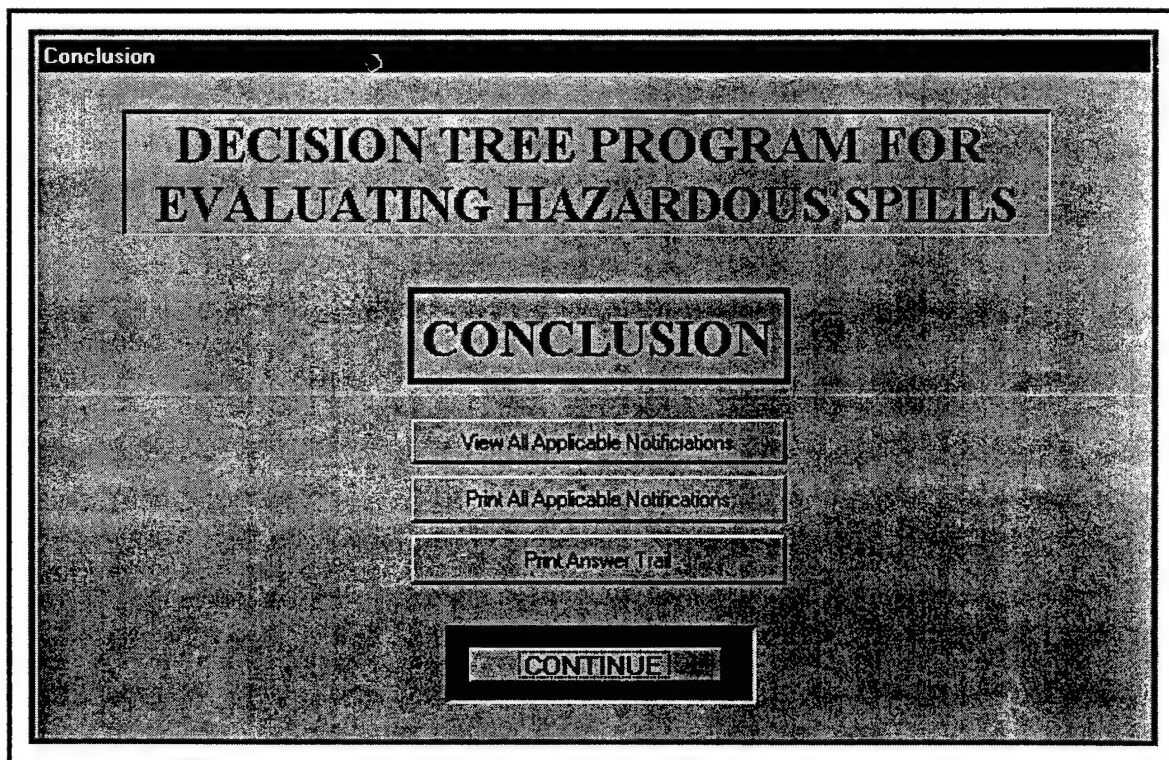 Conclusion
DECISION TREE PROGRAM FOR
EVALUATING HAZARDOUS SPILLS
CONCLUSION
View All Applicable Notificiations
Print All Applicable Notifications
Print Answer Trail
CONTINUE